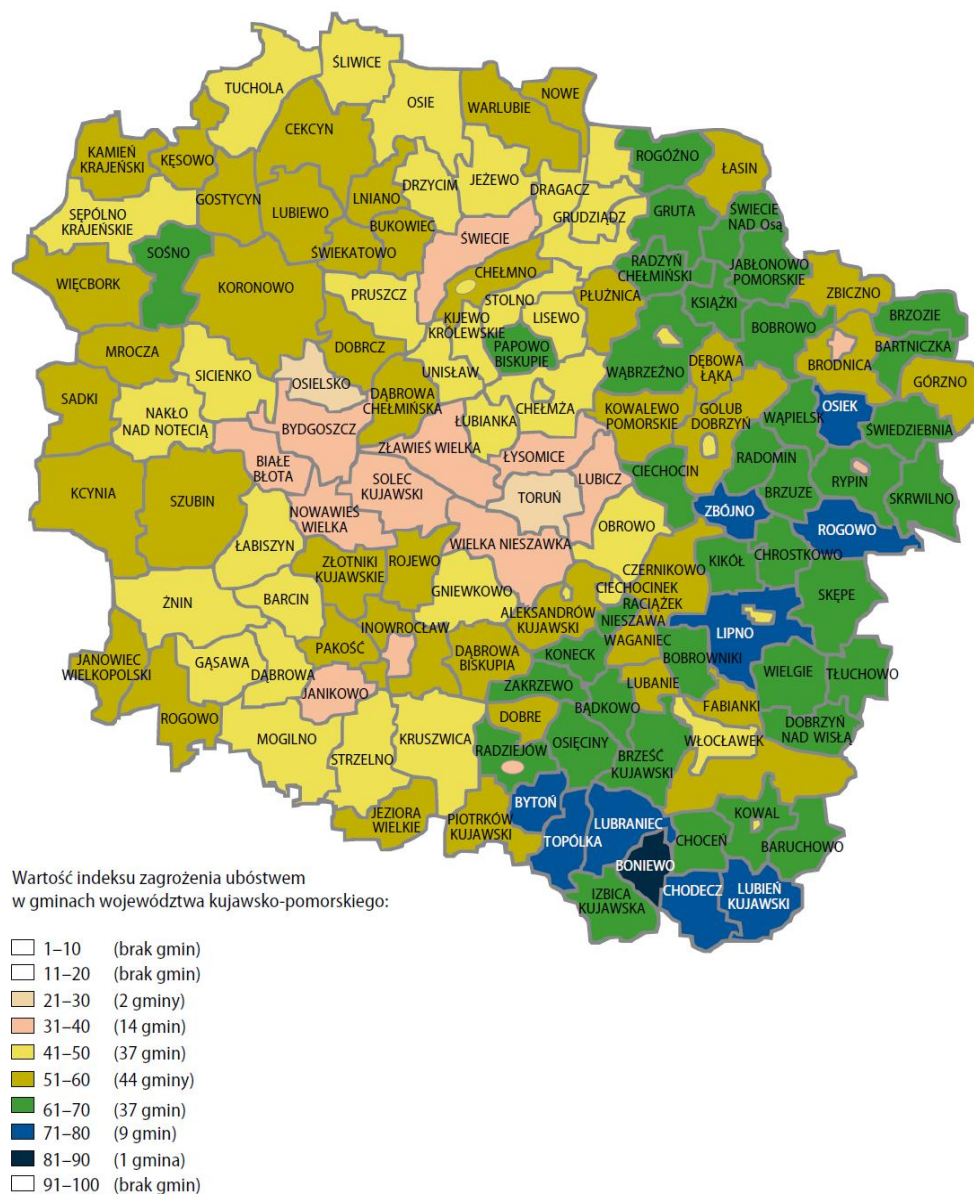 ŚLIWICE
TUCHOLA
OSIE
NOWE
WARLUBIE
CEKCYN
KAMIEŃ
KRAJEŃSKI
KĘSOWO
ROGÓŹNO
ŁASIN
DRZYCIM
JEŻEWO
DRAGACZ
GOSTYCYN
LNIANO
LUBIEWO
GRUDZIĄDZ
GRUTA
ŚWIECIE
NAD Osą
SĘPÓLNO
KRAJEŃSKIE
BUKOWIEC
ŚWIEKATOWO
ŚWIECIE
SOŚNO
RADZYŃ
CHEŁMIŃSKI
JABŁONOWO
POMORSKIE
WIĘCBORK
KORONOWO
CHEŁMNO
PRUSZCZ
STOLNO
PŁUŻNICA
KSIĄŻKI
ZBICZNO
KIJEWO
KRÓLEWSKIE
LISEWO
BRZOZIE
BOBROWO
MROCZA
DOBRCZ
PAPOWO
BISKUPIE
BARTNICZKA
SICIENKO
UNISŁAW
WĄBRZEŹNO
DĘBOWA
ŁĄKA
BRODNICA
OSIELSKO
GÓRZNO
SADKI
DĄBROWA
CHEŁMIŃSKA
CHEŁMŻA
KOWALEWO
POMORSKIE
GOLUB
DOBRZYŃ
OSIEK
NAKŁO
NAD NOTECIĄ
BYDGOSZCZ
ŁUBIANKA
WĄPIELSK
ŚWIEDZIEBNIA
ZŁAWIEŚ WIELKA
ŁYSOMICE
BIAŁE
BŁOTA
RADOMIN
CIECHOCIN
SOLEC
KUJAWSKI
LUBICZ
RYPIN
KCYNIA
SZUBIN
TORUŃ
BRZUZE
SKRWILNO
NOWAWIEŚ
WIELKA
ZBÓJNO
OBROWO
ROGOWO
ŁABISZYN
WIELKA NIESZAWKA
ZŁOTNIKI
KUJAWSKIE
ROJEWO
CHROSTKOWO
KIKÓŁ
CZERNIKOWO
CIECHOCINEK
GNIEWKOWO
ŻNIN
BARCIN
RACIĄŻEK
SKĘPE
ALEKSANDRÓW
KUJAWSKI
NIESZAWA
INOWROCŁAW
LIPNO
WAGANIEC
PAKOŚĆ
KONECK
DĄBROWA
BISKUPIA
BOBROWNIKI
JANOWIEC
WIELKOPOLSKI
GĄSAWA
DĄBROWA
WIELGIE
TŁUCHOWO
JANIKOWO
LUBANIE
ZAKRZEWO
BĄDKOWO
FABIANKI
ROGOWO
DOBRE
DOBRZYŃ
NAD WISŁĄ
MOGILNO
KRUSZWICA
OSIĘCINY
WŁOCŁAWEK
RADZIEJÓW
STRZELNO
BRZEŚĆ
KUJAWSKI
BYTOŃ
JEZIORA
WIELKIE
PIOTRKÓW
KUJAWSKI
KOWAL
LUBRANIEC
TOPÓLKA
CHOCEŃ
BARUCHOWO
BONIEWO
IZBICA
KUJAWSKA
CHODECZ
LUBIEŃ
KUJAWSKI
Wartość indeksu zagrożenia ubóstwem
w gminach województwa kujawsko-pomorskiego:
1–10 (brak gmin)
11–20 (brak gmin)
21–30 (2 gminy)
31–40 (14 gmin)
41–50 (37 gmin)
51–60 (44 gminy)
61–70 (37 gmin)
71–80 (9 gmin)
81–90 (1 gmina)
91–100 (brak gmin)